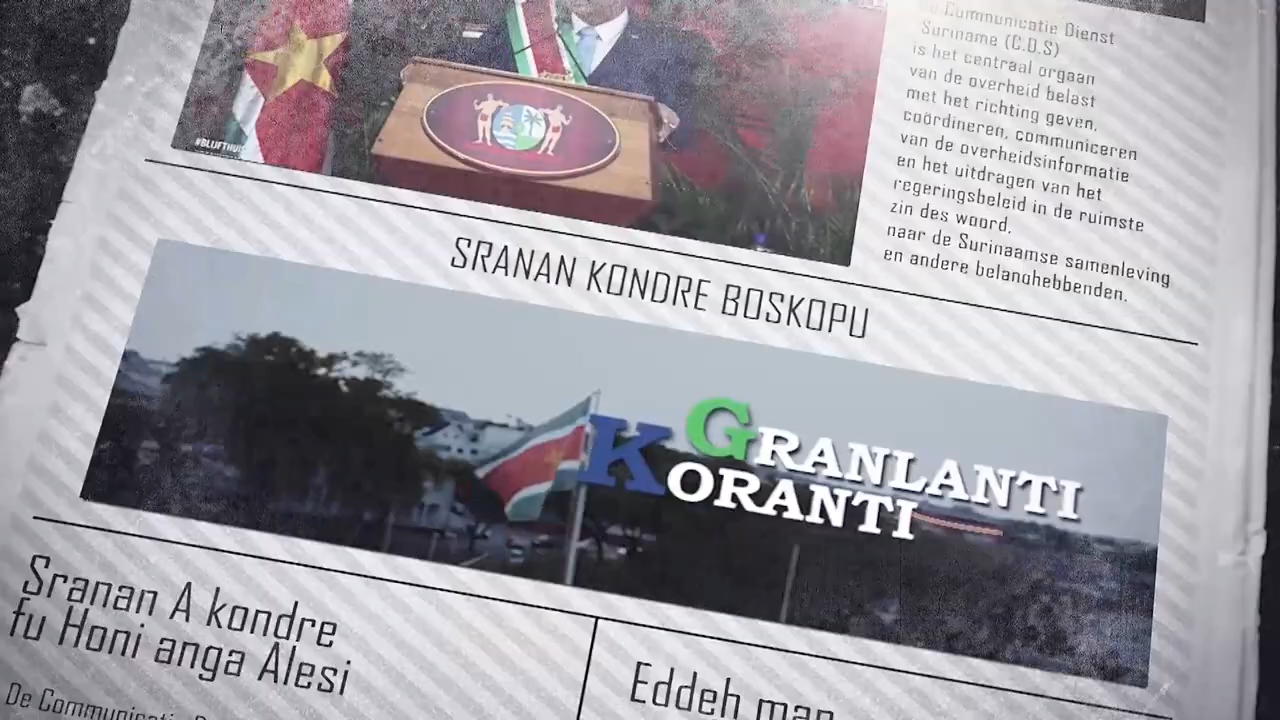 Communicatie Dienst
Suriname (C.D.S)
is het centraal orgaan
van de overheid belast
met het richting geven,
coördineren, communiceren
van de overheidsinformatie
en het uitdragen van het
regeringsbeleid in de ruimste
zin des woord.
naar de Surinaamse samenleving
en andere belanghebbenden.
SRANAN KONDRE BOSKOPU
GRANLANTI
KORANTI
Sranan A kondre
fu Honi anga Alesi
Eddeh man
De